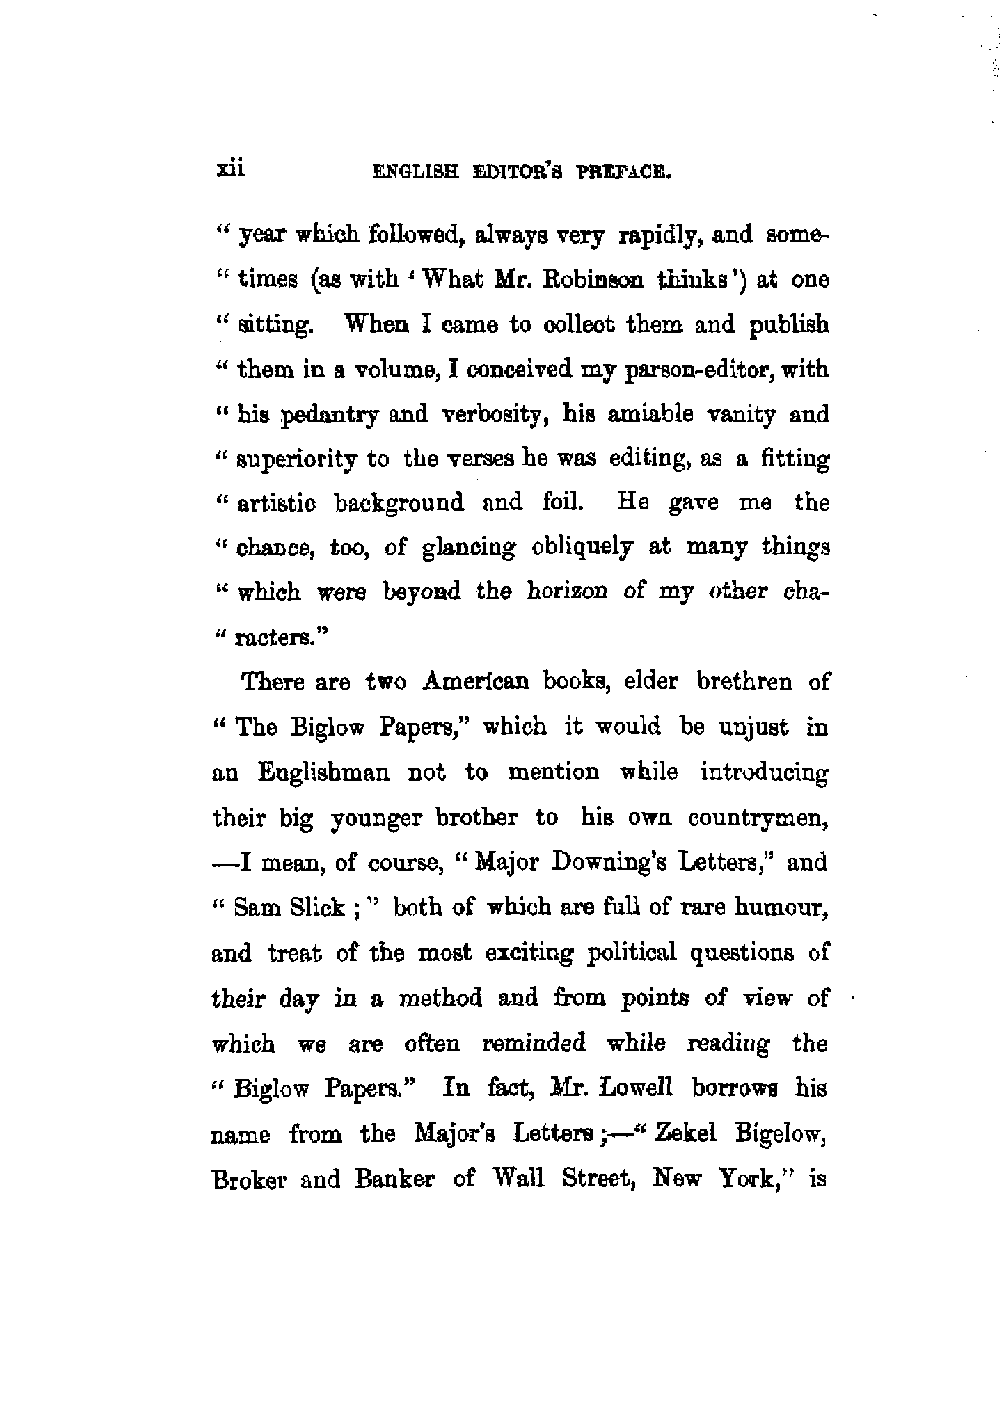 xii ENGLISH EDITOR'S PREFACE.
“ year which followed, always very rapidly, and some-
“ times (as with ‘ What Mr. Robinson thinks’) at one
“ sitting. When I came to collect them and publish
“ them in a volume, I conceived my parson-editor, with
“ his pedantry and verbosity, his amiable vanity and
“ superiority to the verses he was editing, as a fitting
“ artistic background and foil. He gave me the
“ chance, too, of glancing obliquely at many things
“ which were beyond the horizon of my other cha-
“ racters.”
There are two American books, elder brethren of
“ The Biglow Papers,” which it would be unjust in
an Englishman not to mention while introducing
their big younger brother to his own countrymen,
—I mean, of course, “ Major Downing's Letters,” and
“ Sam Slick ; ” both of which are full of rare humour,
and treat of the most exciting political questions of
their day in a method and from points of view of
which we are often reminded while reading the
“ Biglow Papers.” In fact, Mr. Lowell borrows his
name from the Major's Letters ;—“ Zekel Bigelow,
Broker and Banker of Wall Street, New York,” is